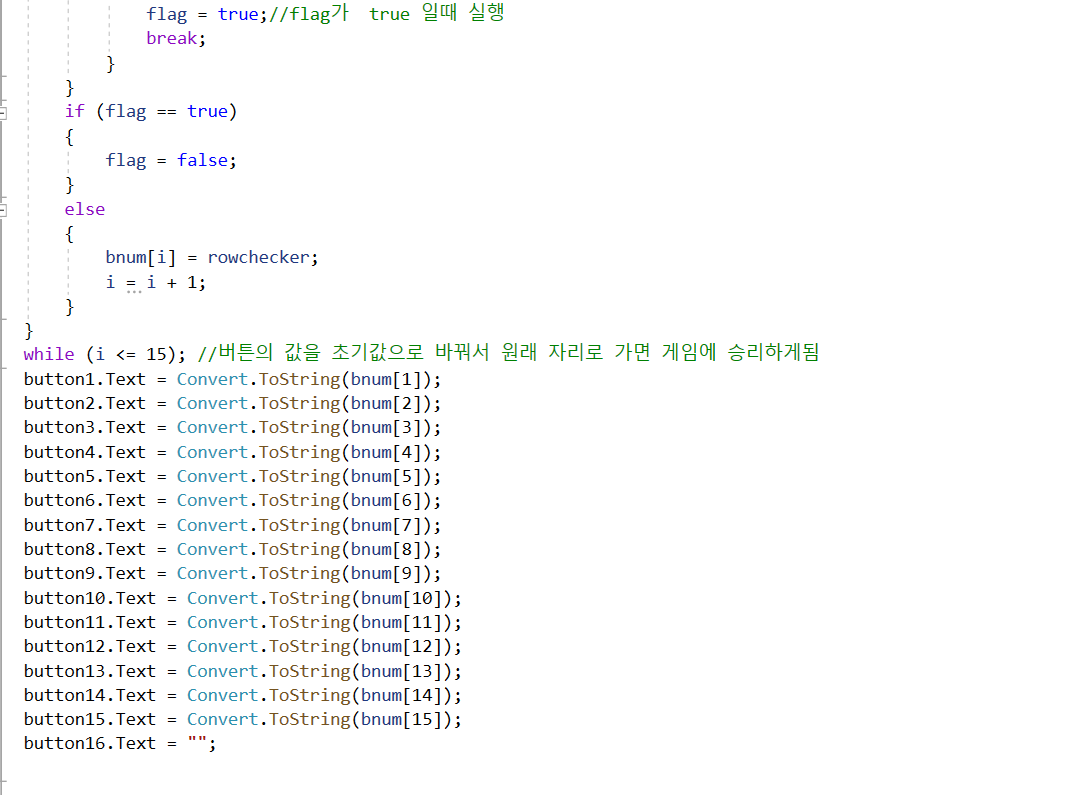 flag = true;//flag가  true 일때 실행
break;
}
}
if (flag == true)
{
flag = false;
}
else
{
bnum[i] = rowchecker;
i = i + 1;
}
}
while (i <= 15); //버튼의 값을 초기값으로 바꿔서 원래 자리로 가면 게임에 승리하게됨
button1.Text = Convert.ToString(bnum[1]);
button2.Text = Convert.ToString(bnum[2]);
button3.Text = Convert.ToString(bnum[3]);
button4.Text = Convert.ToString(bnum[4]);
button5.Text = Convert.ToString(bnum[5]);
button6.Text = Convert.ToString(bnum[6]);
button7.Text = Convert.ToString(bnum[7]);
button8.Text = Convert.ToString(bnum[8]);
button9.Text = Convert.ToString(bnum[9]);
button10.Text = Convert.ToString(bnum[10]);
button11.Text = Convert.ToString(bnum[11]);
button12.Text = Convert.ToString(bnum[12]);
button13.Text = Convert.ToString(bnum[13]);
button14.Text = Convert.ToString(bnum[14]);
button15.Text = Convert.ToString(bnum[15]);
button16.Text = "";